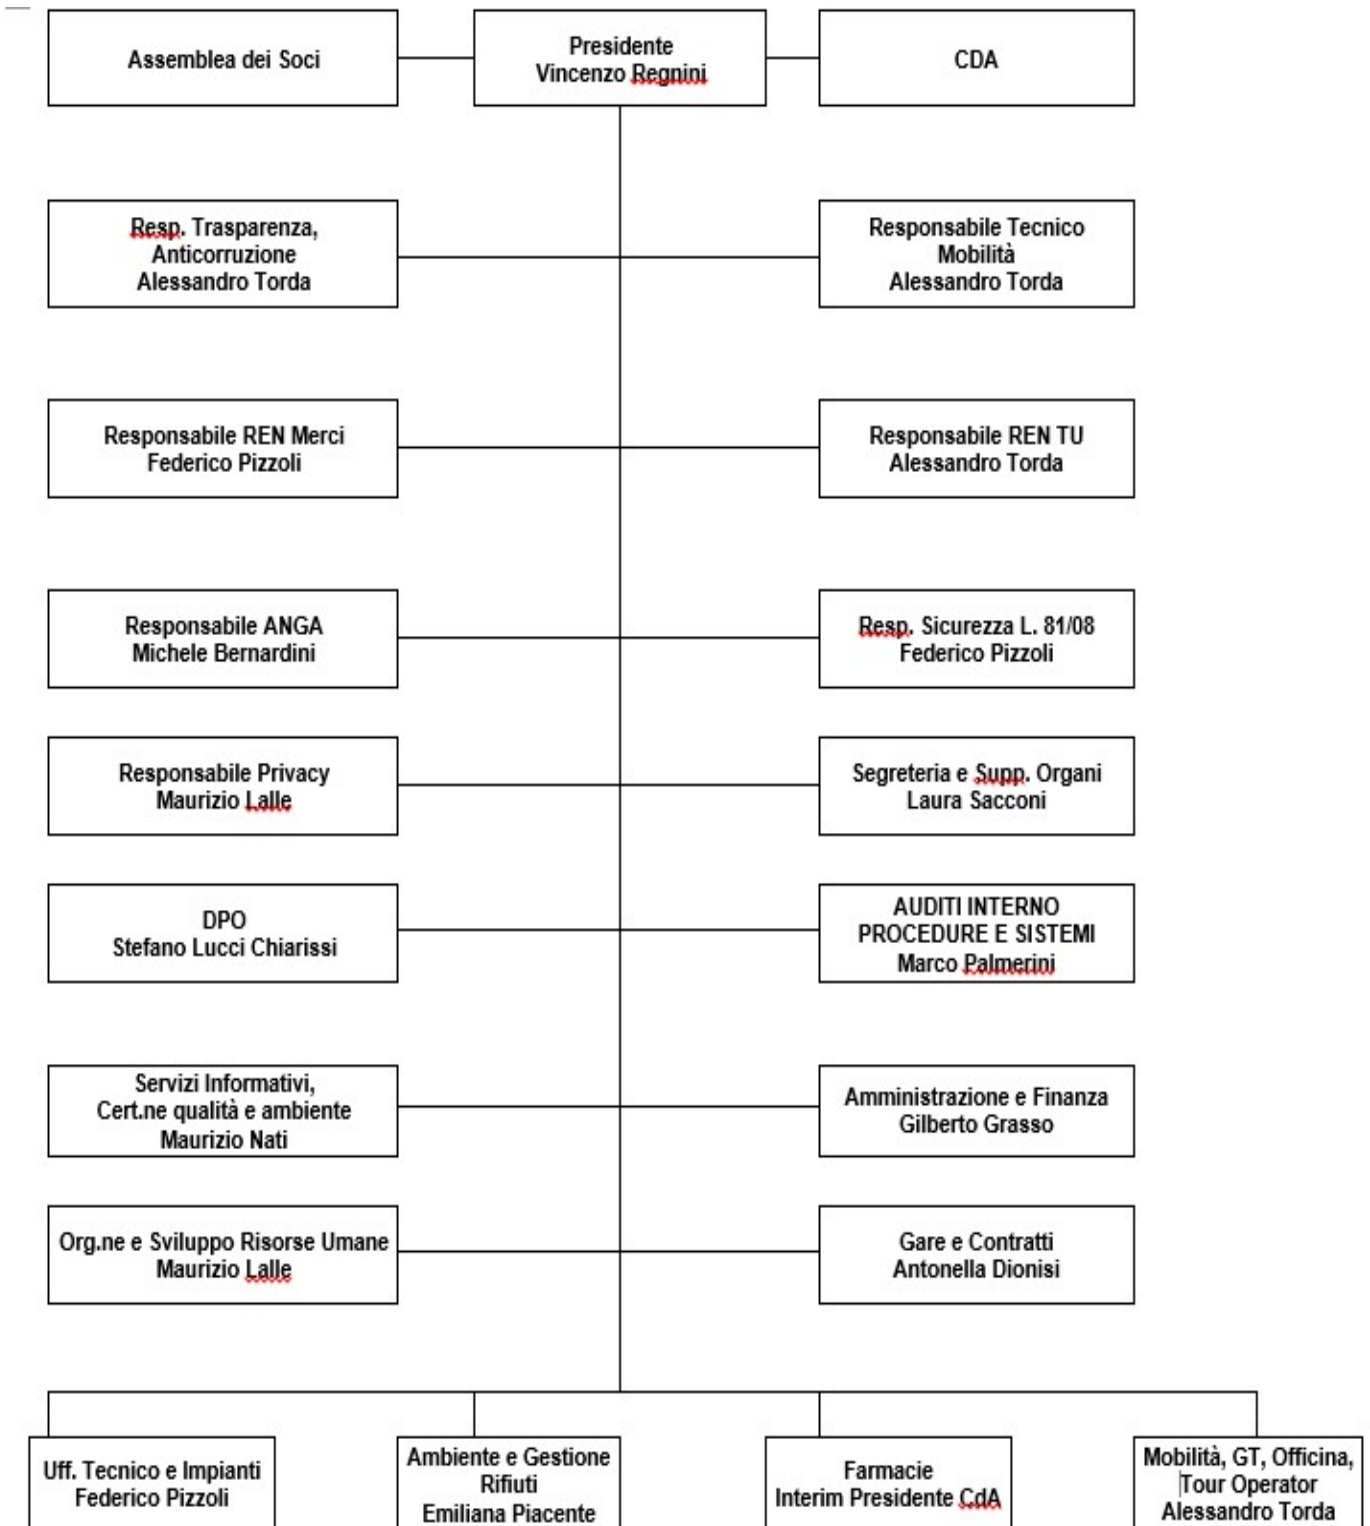 Assemblea dei Soci
Presidente
Vincenzo Regnini
CDA
Resp. Trasparenza,
Anticorruzione
Alessandro Torda
Responsabile Tecnico
Mobilità
Alessandro Torda
Responsabile REN Merci
Federico Pizzoli
Responsabile REN TU
Alessandro Torda
Responsabile ANGA
Michele Bernardini
Resp. Sicurezza L. 81/08
Federico Pizzoli
Responsabile Privacy
Maurizio Lalle
Segreteria e Supp. Organi
Laura Sacconi
DPO
Stefano Lucci Chiarissi
AUDITI INTERNO
PROCEDURE E SISTEMI
Marco Palmerini
Servizi Informativi,
Cert.ne qualità e ambiente
Maurizio Nati
Amministrazione e Finanza
Gilberto Grasso
Org.ne e Sviluppo Risorse Umane
Maurizio Lalle
Gare e Contratti
Antonella Dionisi
Uff. Tecnico e Impianti
Federico Pizzoli
Ambiente e Gestione
Rifiuti
Emiliana Piacente
Farmacie
Interim Presidente CdA
Mobilità, GT, Officina,
Tour Operator
Alessandro Torda